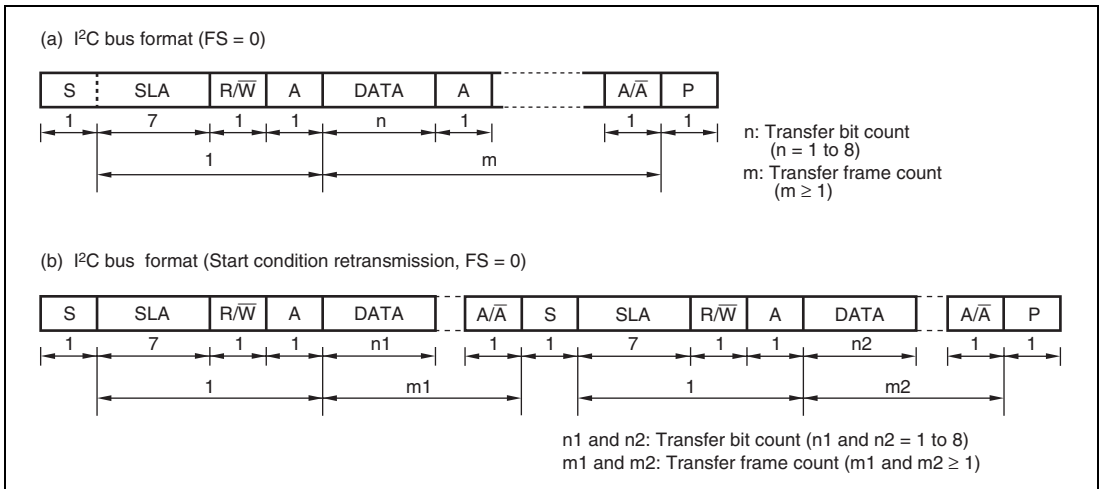 (a) I²C bus format (FS = 0)
S SLA R/W̅ A DATA A A/A̅ P
1 7 1 1 n 1 1 1
1 m
n: Transfer bit count
(n = 1 to 8)
m: Transfer frame count
(m ≥ 1)
(b) I²C bus format (Start condition retransmission, FS = 0)
S SLA R/W̅ A DATA A/A̅ S SLA R/W̅ A DATA A/A̅ P
1 7 1 1 n1 1 1 7 1 1 n2 1 1
1 m1 1 m2
n1 and n2: Transfer bit count (n1 and n2 = 1 to 8)
m1 and m2: Transfer frame count (m1 and m2 ≥ 1)